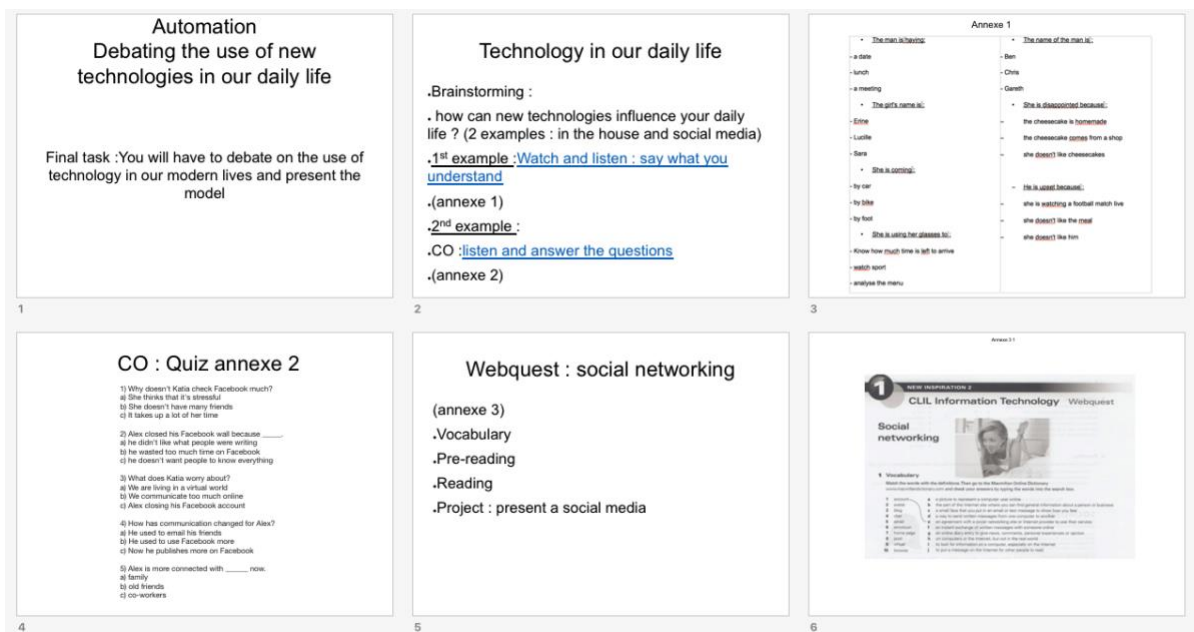 Automation
Debating the use of new
technologies in our daily life
Final task :You will have to debate on the use of
technology in our modern lives and present the
model
1
Technology in our daily life
.Brainstorming :
. how can new technologies influence your daily
life ? (2 examples : in the house and social media)
.1st example :Watch and listen : say what you
understand
.(annexe 1)
.2nd example :
.CO :listen and answer the questions
.(annexe 2)
2
Annexe 1
• The man is having:
- a date
- lunch
- a meeting
• The girl's name is:
- Erine
- Lucille
- Sara
• She is coming:
- by car
- by bike
- by foot
• She is using her glasses to:
- Know how much time is left to arrive
- watch sport
- analyse the menu
• The name of the man is:
- Ben
- Chris
- Gareth
• She is disappointed because:
– the cheesecake is homemade
– the cheesecake comes from a shop
– she doesn't like cheesecakes
– He is upset because:
– she is watching a football match live
– she doesn't like the meal
– she doesn't like him
3
CO : Quiz annexe 2
1) Why doesn't Katia check Facebook much?
a) She thinks that it's stressful
b) She doesn't have many friends
c) It takes up a lot of her time
2) Alex closed his Facebook wall because _____.
a) he didn't like what people were writing
b) he wasted too much time on Facebook
c) he doesn't want people to know everything
3) What does Katia worry about?
a) We are living in a virtual world
b) We communicate too much online
c) Alex closing his Facebook account
4) How has communication changed for Alex?
a) He used to email his friends
b) He used to use Facebook more
c) Now he publishes more on Facebook
5) Alex is more connected with ______ now.
a) family
b) old friends
c) co-workers
4
Webquest : social networking
(annexe 3)
.Vocabulary
.Pre-reading
.Reading
.Project : present a social media
5
Annexe 3
1 NEW INSPIRATION 2
CLIL Information Technology Webquest
Social
networking
1 Vocabulary
6